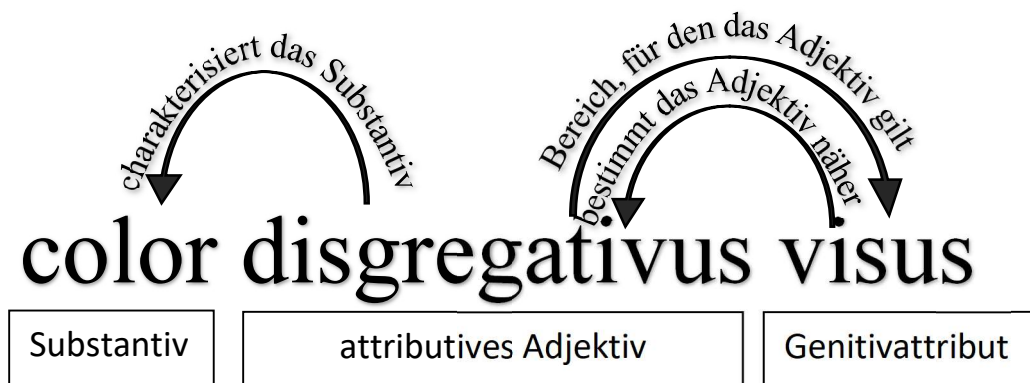 charakterisiert das Substantiv
Bereich, für den das Adjektiv gilt
bestimmt das Adjektiv näher
color disgregativus visus
Substantiv
attributives Adjektiv
Genitivattribut